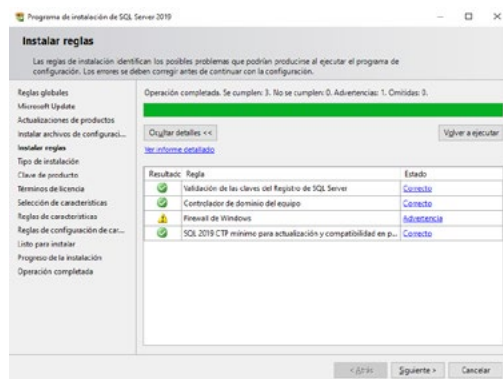 Programa de instalación de SQL Server 2019
Instalar reglas
Las reglas de instalación identifican los posibles problemas que podrían producirse al ejecutar el programa de
configuración. Los errores se deben corregir antes de continuar con la configuración.
Reglas globales
Microsoft Update
Actualizaciones de productos
Instalar archivos de configuraci...
Instalar reglas
Tipo de instalación
Clave de producto
Términos de licencia
Selección de características
Reglas de características
Reglas de configuración de car...
Listo para instalar
Progreso de la instalación
Operación completada
Operación completada. Se cumplen: 3. No se cumplen: 0. Advertencias: 1. Omitidas: 0.
Ocultar detalles <<
Volver a ejecutar
Ver informe detallado
Resultado Regla Estado
Validación de las claves del Registro de SQL Server Correcto
Controlador de dominio del equipo Correcto
Firewall de Windows Advertencia
SQL 2019 CTP mínimo para actualización y compatibilidad en p... Correcto
< Atrás
Siguiente >
Cancelar